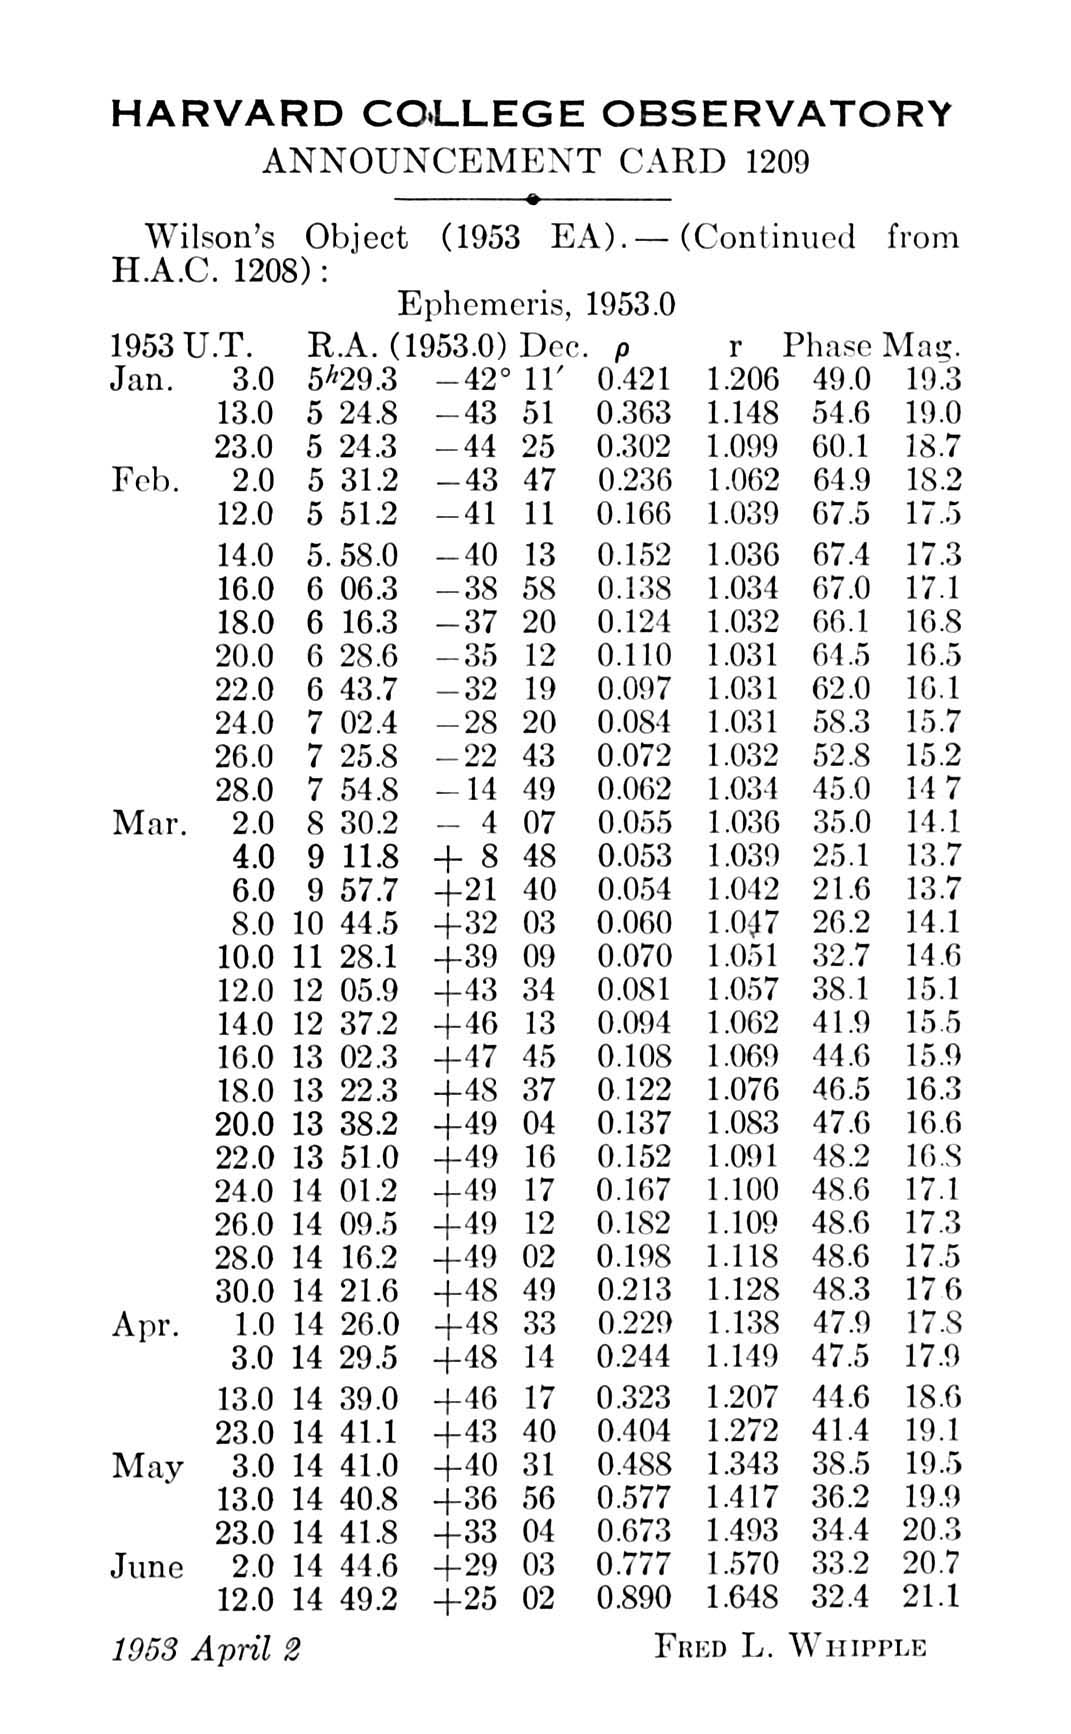 HARVARD COLLEGE OBSERVATORY
ANNOUNCEMENT CARD 1209
Wilson's Object (1953 EA).— (Continued from
H.A.C. 1208) :
Ephemeris, 1953.0
1953 U.T. R.A. (1953.0) Dec. ρ r Phase Mag.
Jan. 3.0 5h29.3 −42° 11′ 0.421 1.206 49.0 19.3
13.0 5 24.8 −43 51 0.363 1.148 54.6 19.0
23.0 5 24.3 −44 25 0.302 1.099 60.1 18.7
Feb. 2.0 5 31.2 −43 47 0.236 1.062 64.9 18.2
12.0 5 51.2 −41 11 0.166 1.039 67.5 17.5
14.0 5. 58.0 −40 13 0.152 1.036 67.4 17.3
16.0 6 06.3 −38 58 0.138 1.034 67.0 17.1
18.0 6 16.3 −37 20 0.124 1.032 66.1 16.8
20.0 6 28.6 −35 12 0.110 1.031 64.5 16.5
22.0 6 43.7 −32 19 0.097 1.031 62.0 16.1
24.0 7 02.4 −28 20 0.084 1.031 58.3 15.7
26.0 7 25.8 −22 43 0.072 1.032 52.8 15.2
28.0 7 54.8 −14 49 0.062 1.034 45.0 14 7
Mar. 2.0 8 30.2 − 4 07 0.055 1.036 35.0 14.1
4.0 9 11.8 + 8 48 0.053 1.039 25.1 13.7
6.0 9 57.7 +21 40 0.054 1.042 21.6 13.7
8.0 10 44.5 +32 03 0.060 1.047 26.2 14.1
10.0 11 28.1 +39 09 0.070 1.051 32.7 14.6
12.0 12 05.9 +43 34 0.081 1.057 38.1 15.1
14.0 12 37.2 +46 13 0.094 1.062 41.9 15.5
16.0 13 02.3 +47 45 0.108 1.069 44.6 15.9
18.0 13 22.3 +48 37 0.122 1.076 46.5 16.3
20.0 13 38.2 +49 04 0.137 1.083 47.6 16.6
22.0 13 51.0 +49 16 0.152 1.091 48.2 16.8
24.0 14 01.2 +49 17 0.167 1.100 48.6 17.1
26.0 14 09.5 +49 12 0.182 1.109 48.6 17.3
28.0 14 16.2 +49 02 0.198 1.118 48.6 17.5
30.0 14 21.6 +48 49 0.213 1.128 48.3 17 6
Apr. 1.0 14 26.0 +48 33 0.229 1.138 47.9 17.8
3.0 14 29.5 +48 14 0.244 1.149 47.5 17.9
13.0 14 39.0 +46 17 0.323 1.207 44.6 18.6
23.0 14 41.1 +43 40 0.404 1.272 41.4 19.1
May 3.0 14 41.0 +40 31 0.488 1.343 38.5 19.5
13.0 14 40.8 +36 56 0.577 1.417 36.2 19.9
23.0 14 41.8 +33 04 0.673 1.493 34.4 20.3
June 2.0 14 44.6 +29 03 0.777 1.570 33.2 20.7
12.0 14 49.2 +25 02 0.890 1.648 32.4 21.1
1953 April 2 FRED L. WHIPPLE